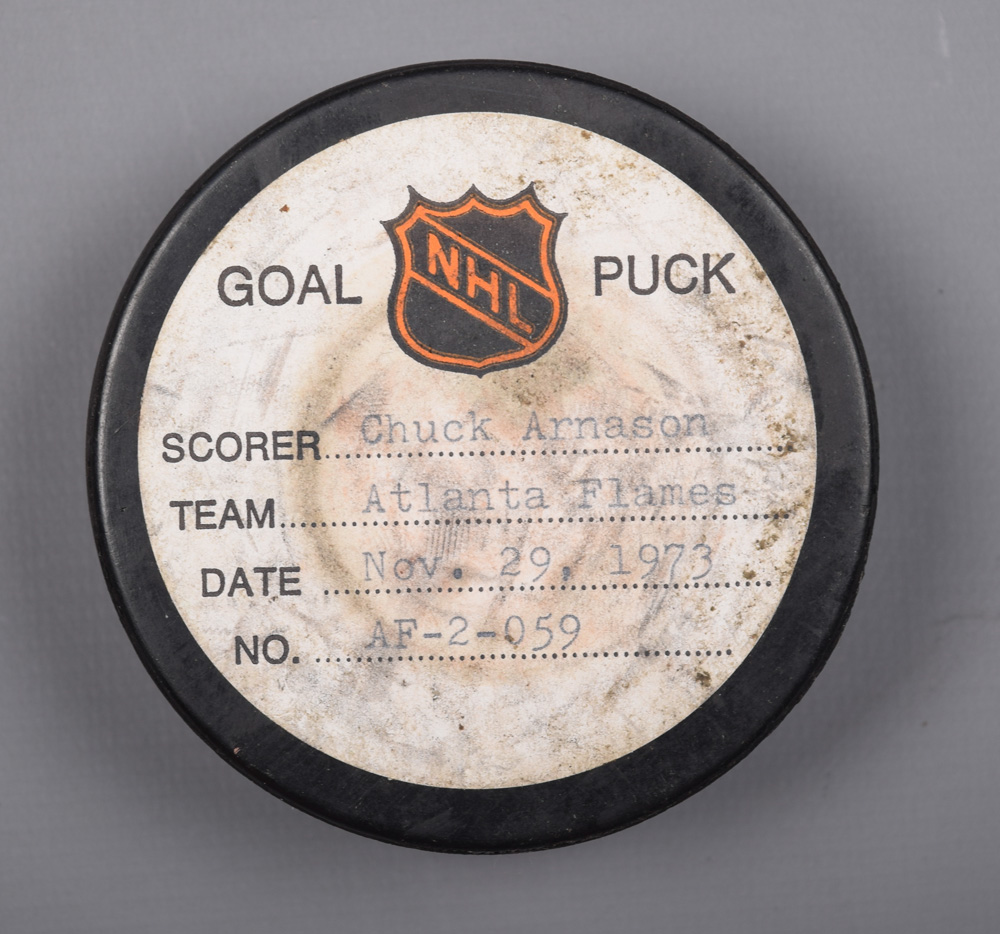 GOAL NHL PUCK
SCORER Chuck Arnason
TEAM Atlanta Flames
DATE Nov. 29, 1973
NO. AF-2-059